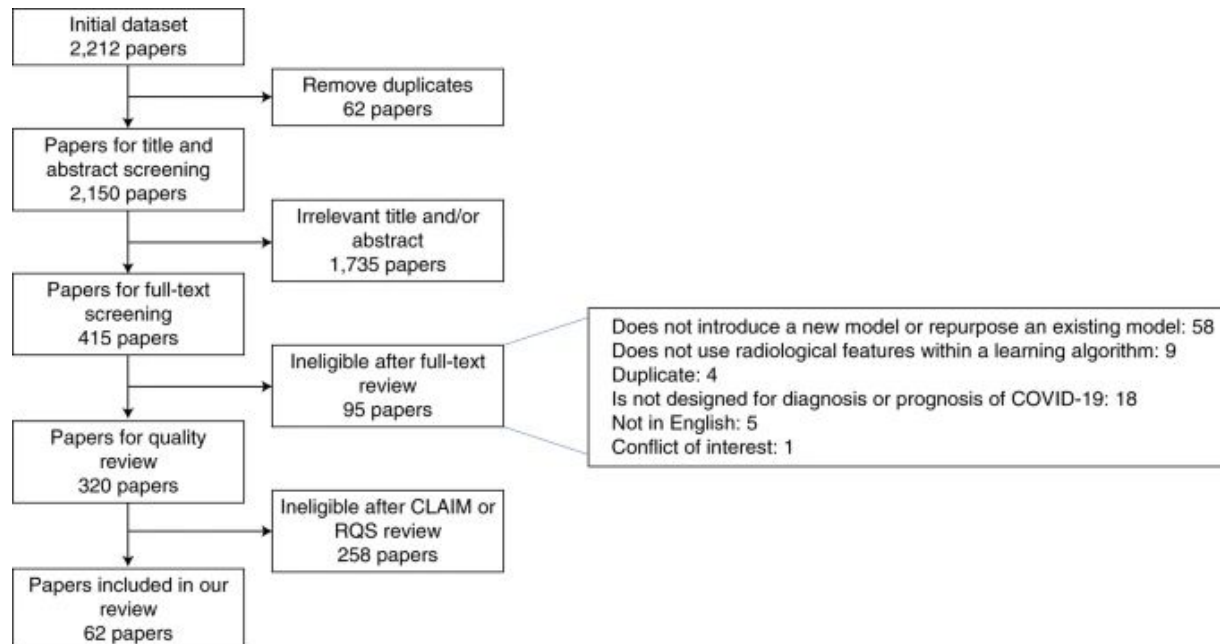 Initial dataset
2,212 papers
Remove duplicates
62 papers
Papers for title and
abstract screening
2,150 papers
Irrelevant title and/or
abstract
1,735 papers
Papers for full-text
screening
415 papers
Ineligible after full-text
review
95 papers
Does not introduce a new model or repurpose an existing model: 58
Does not use radiological features within a learning algorithm: 9
Duplicate: 4
Is not designed for diagnosis or prognosis of COVID-19: 18
Not in English: 5
Conflict of interest: 1
Papers for quality
review
320 papers
Ineligible after CLAIM or
RQS review
258 papers
Papers included in our
review
62 papers